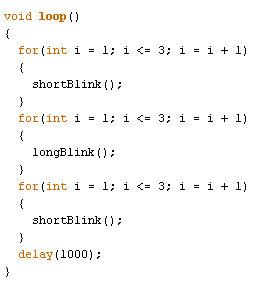 void loop()
{
  for(int i = 1; i <= 3; i = i + 1)
  {
    shortBlink();
  }
  for(int i = 1; i <= 3; i = i + 1)
  {
    longBlink();
  }
  for(int i = 1; i <= 3; i = i + 1)
  {
    shortBlink();
  }
  delay(1000);
}